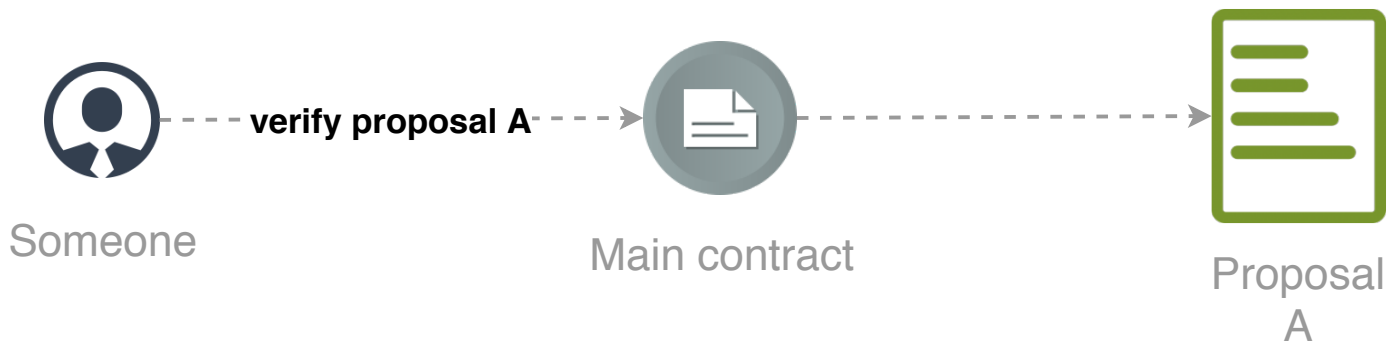 verify proposal A
Someone
Main contract
Proposal
A